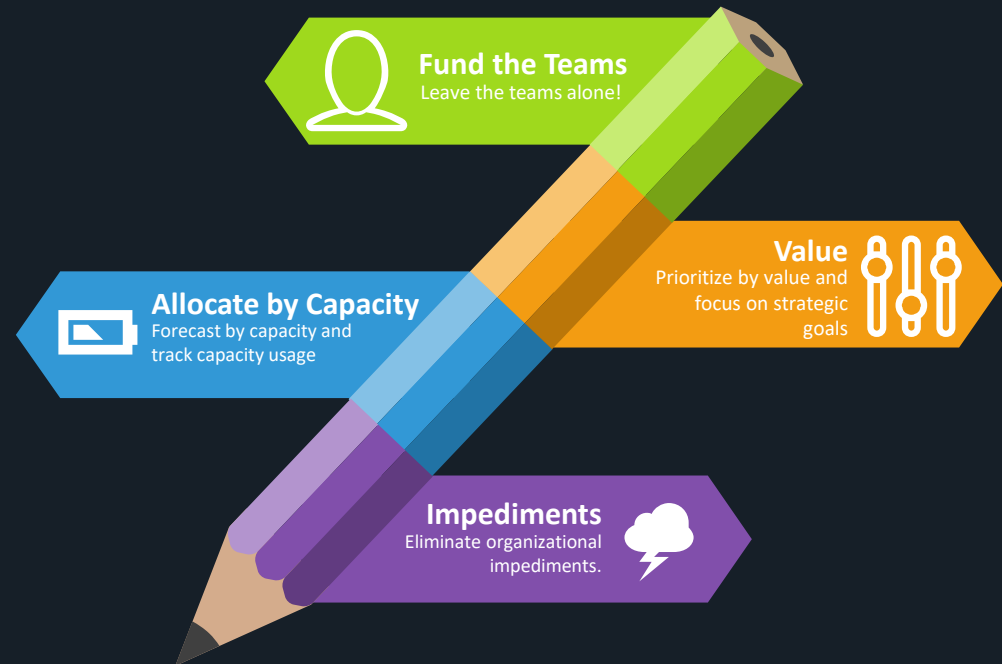 Fund the Teams
Leave the teams alone!
Value
Prioritize by value and
focus on strategic
goals
Allocate by Capacity
Forecast by capacity and
track capacity usage
Impediments
Eliminate organizational
impediments.